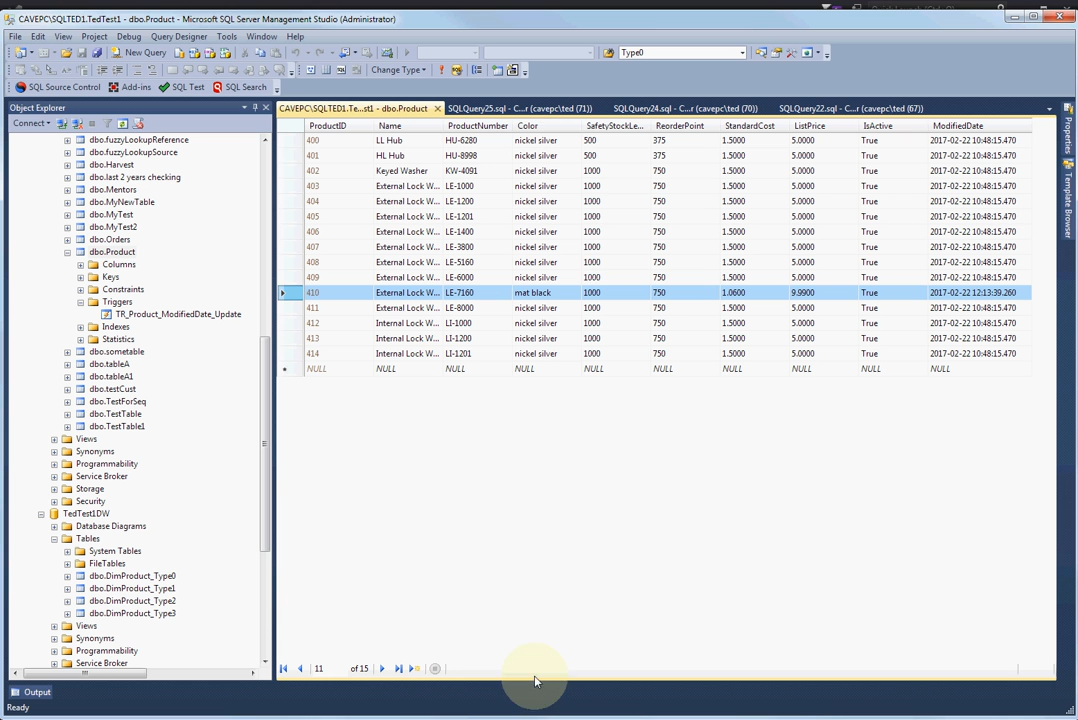 CAVEPC\SQLTED1.TedTest1 - dbo.Product - Microsoft SQL Server Management Studio (Administrator)
File Edit View Project Debug Query Designer Tools Window Help
New Query Type0
Change Type
SQL Source Control Add-ins SQL Test SQL Search
Object Explorer
Connect
dbo.fuzzyLookupReference
dbo.fuzzyLookupSource
dbo.Harvest
dbo.last 2 years checking
dbo.Mentors
dbo.MyNewTable
dbo.MyTest
dbo.MyTest2
dbo.Orders
dbo.Product
Columns
Keys
Constraints
Triggers
TR_Product_ModifiedDate_Update
Indexes
Statistics
dbo.sometable
dbo.tableA
dbo.tableA1
dbo.testCust
dbo.TestForSeq
dbo.TestTable
dbo.TestTable1
Views
Synonyms
Programmability
Service Broker
Storage
Security
TedTest1DW
Database Diagrams
Tables
System Tables
FileTables
dbo.DimProduct_Type0
dbo.DimProduct_Type1
dbo.DimProduct_Type2
dbo.DimProduct_Type3
Views
Synonyms
Programmability
Service Broker
CAVEPC\SQLTED1.Te...st1 - dbo.Product SQLQuery25.sql - C...r (cavepc\ted (71)) SQLQuery24.sql - C...r (cavepc\ted (70)) SQLQuery22.sql - C...r (cavepc\ted (67))
ProductID Name ProductNumber Color SafetyStockLe... ReorderPoint StandardCost ListPrice IsActive ModifiedDate
400 LL Hub HU-6280 nickel silver 500 375 1.5000 5.0000 True 2017-02-22 10:48:15.470
401 HL Hub HU-8998 nickel silver 500 375 1.5000 5.0000 True 2017-02-22 10:48:15.470
402 Keyed Washer KW-4091 nickel silver 1000 750 1.5000 5.0000 True 2017-02-22 10:48:15.470
403 External Lock W... LE-1000 nickel silver 1000 750 1.5000 5.0000 True 2017-02-22 10:48:15.470
404 External Lock W... LE-1200 nickel silver 1000 750 1.5000 5.0000 True 2017-02-22 10:48:15.470
405 External Lock W... LE-1201 nickel silver 1000 750 1.5000 5.0000 True 2017-02-22 10:48:15.470
406 External Lock W... LE-1400 nickel silver 1000 750 1.5000 5.0000 True 2017-02-22 10:48:15.470
407 External Lock W... LE-3800 nickel silver 1000 750 1.5000 5.0000 True 2017-02-22 10:48:15.470
408 External Lock W... LE-5160 nickel silver 1000 750 1.5000 5.0000 True 2017-02-22 10:48:15.470
409 External Lock W... LE-6000 nickel silver 1000 750 1.5000 5.0000 True 2017-02-22 10:48:15.470
410 External Lock W... LE-7160 mat black 1000 750 1.0600 9.9900 True 2017-02-22 12:13:39.260
411 External Lock W... LE-8000 nickel silver 1000 750 1.5000 5.0000 True 2017-02-22 10:48:15.470
412 Internal Lock W... LI-1000 nickel silver 1000 750 1.5000 5.0000 True 2017-02-22 10:48:15.470
413 Internal Lock W... LI-1200 nickel silver 1000 750 1.5000 5.0000 True 2017-02-22 10:48:15.470
414 Internal Lock W... LI-1201 nickel silver 1000 750 1.5000 5.0000 True 2017-02-22 10:48:15.470
NULL NULL NULL NULL NULL NULL NULL NULL NULL NULL
11 of 15
Properties
Template Browser
Output
Ready